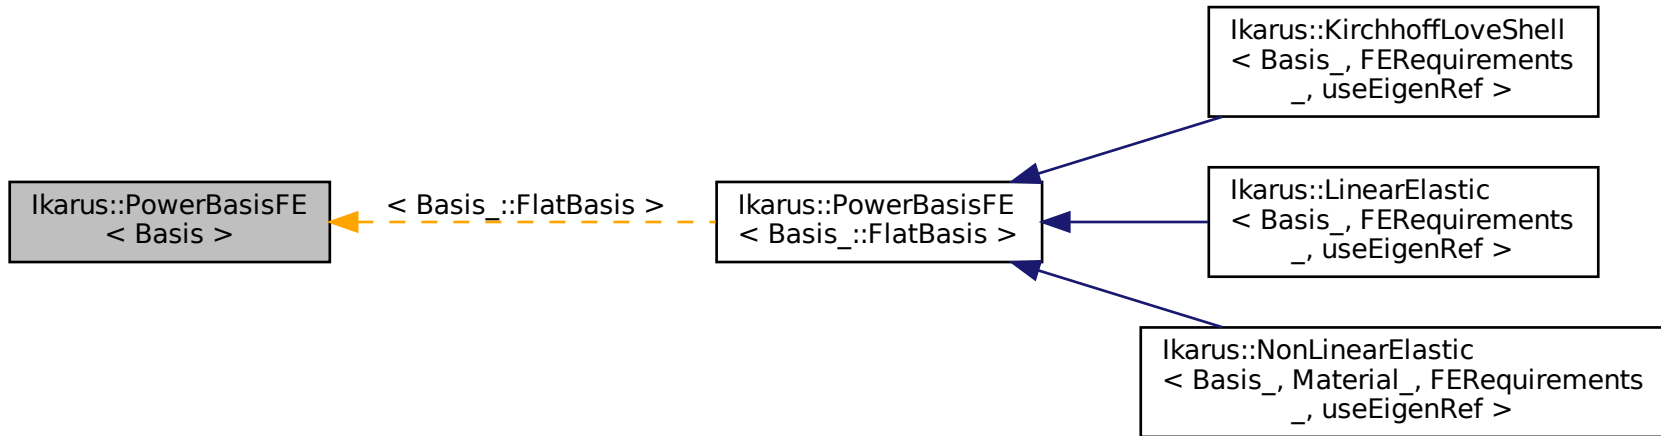 Ikarus::KirchhoffLoveShell
< Basis_, FERequirements
_, useEigenRef >
Ikarus::PowerBasisFE
< Basis >
< Basis_::FlatBasis >
Ikarus::PowerBasisFE
< Basis_::FlatBasis >
Ikarus::LinearElastic
< Basis_, FERequirements
_, useEigenRef >
Ikarus::NonLinearElastic
< Basis_, Material_, FERequirements
_, useEigenRef >